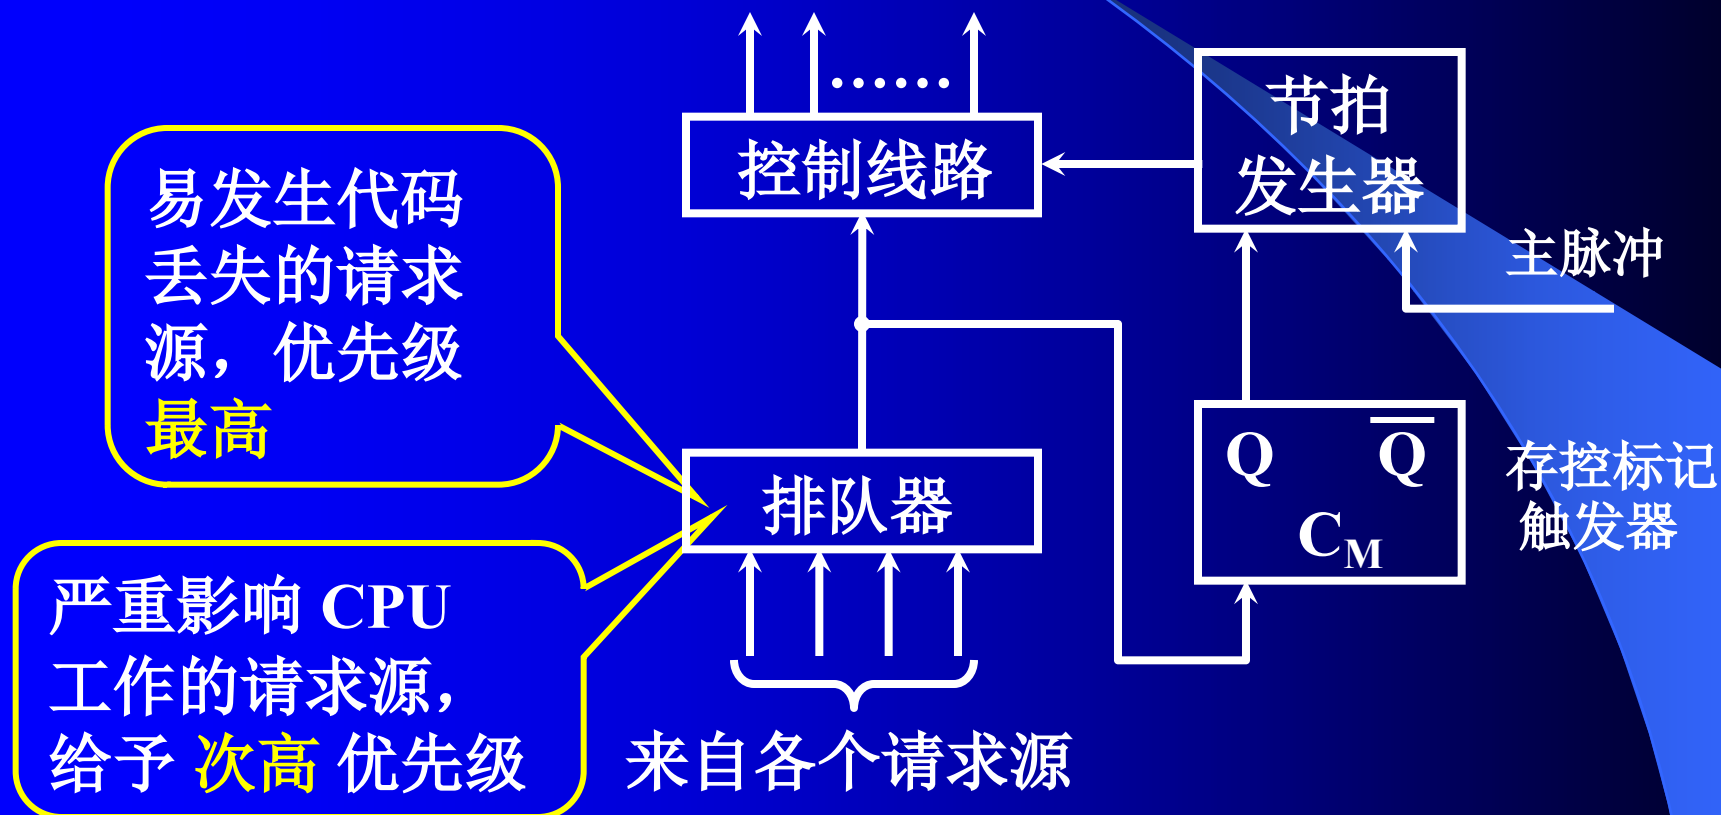 ……
控制线路
节拍
发生器
主脉冲
易发生代码
丢失的请求
源，优先级
最高
排队器
Q Q̅
C_M
存控标记
触发器
严重影响 CPU
工作的请求源，
给予 次高 优先级
来自各个请求源